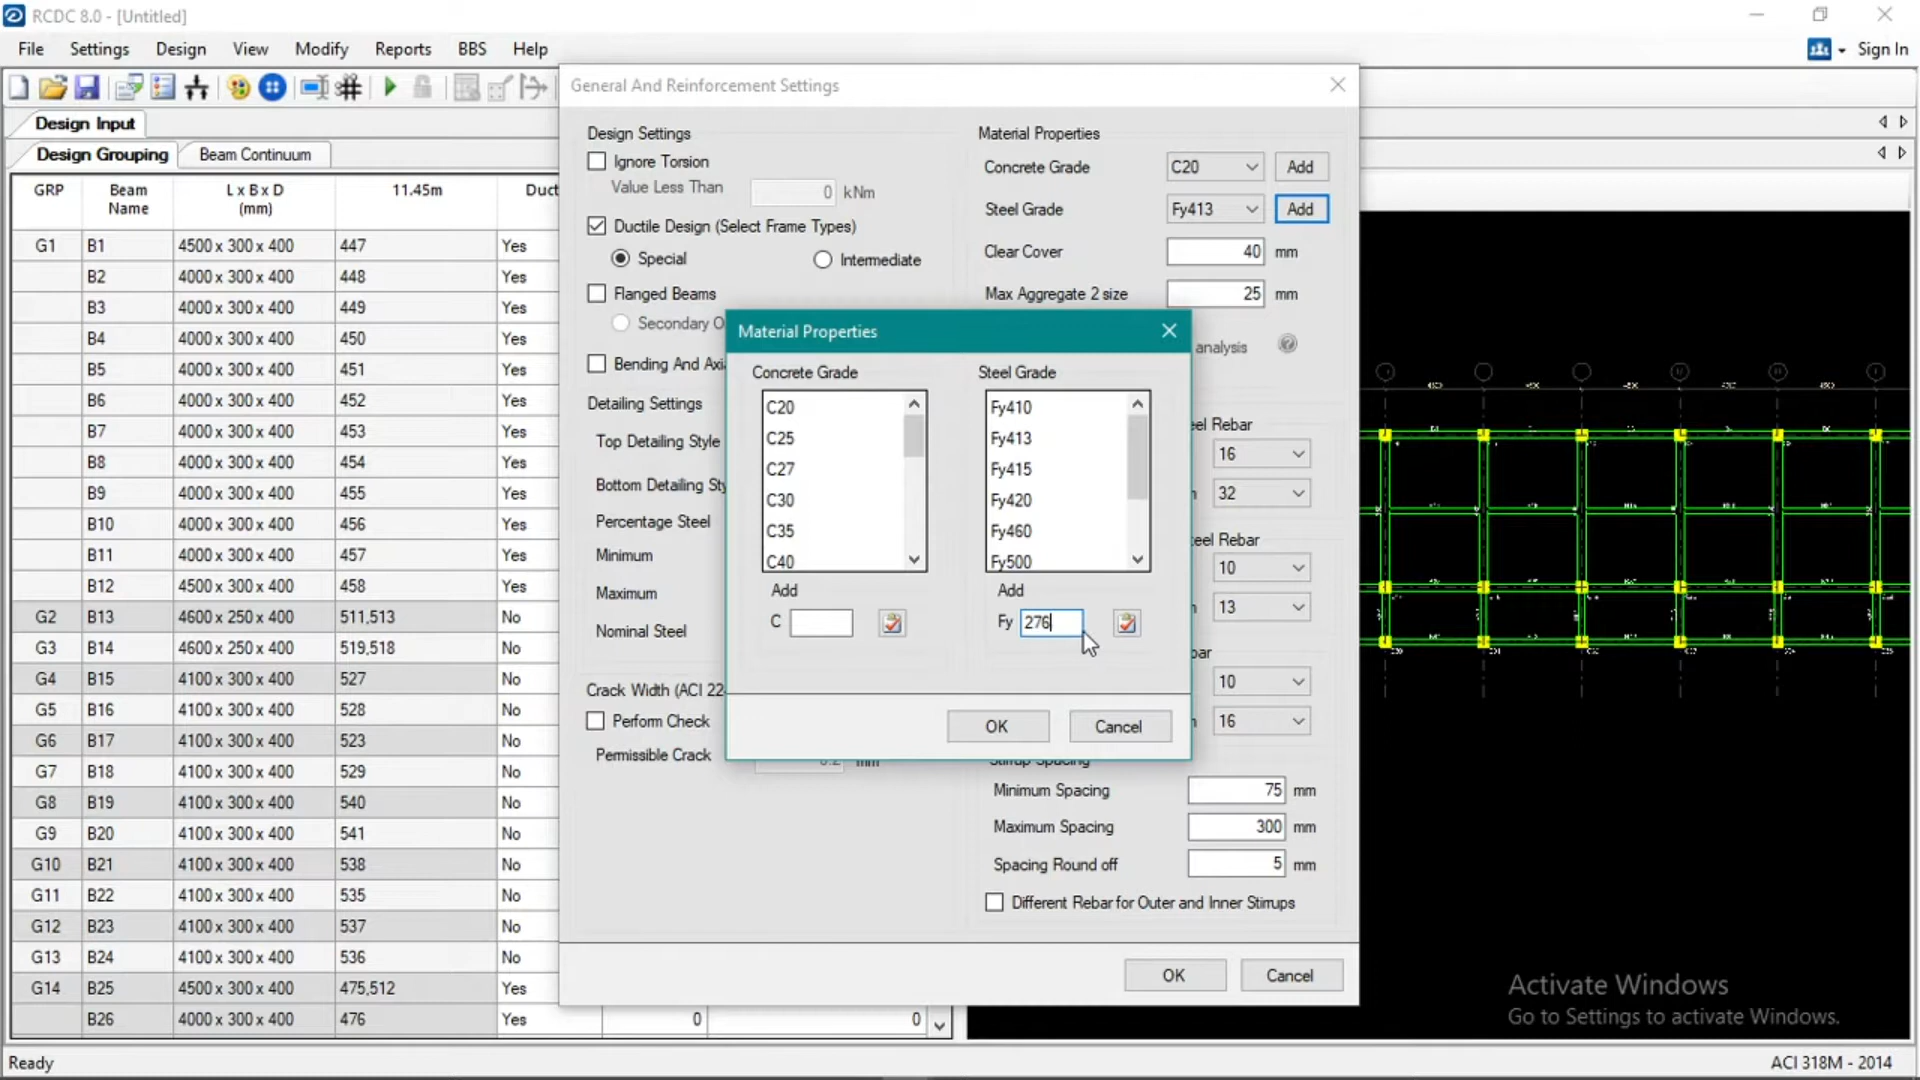 RCDC 8.0 - [Untitled]
File Settings Design View Modify Reports BBS Help Sign In
Design Input
Design Grouping Beam Continuum
GRP Beam Name L x B x D (mm) 11.45m Duct
G1 B1 4500 x 300 x 400 447 Yes
B2 4000 x 300 x 400 448 Yes
B3 4000 x 300 x 400 449 Yes
B4 4000 x 300 x 400 450 Yes
B5 4000 x 300 x 400 451 Yes
B6 4000 x 300 x 400 452 Yes
B7 4000 x 300 x 400 453 Yes
B8 4000 x 300 x 400 454 Yes
B9 4000 x 300 x 400 455 Yes
B10 4000 x 300 x 400 456 Yes
B11 4000 x 300 x 400 457 Yes
B12 4500 x 300 x 400 458 Yes
G2 B13 4600 x 250 x 400 511,513 No
G3 B14 4600 x 250 x 400 519,518 No
G4 B15 4100 x 300 x 400 527 No
G5 B16 4100 x 300 x 400 528 No
G6 B17 4100 x 300 x 400 523 No
G7 B18 4100 x 300 x 400 529 No
G8 B19 4100 x 300 x 400 540 No
G9 B20 4100 x 300 x 400 541 No
G10 B21 4100 x 300 x 400 538 No
G11 B22 4100 x 300 x 400 535 No
G12 B23 4100 x 300 x 400 537 No
G13 B24 4100 x 300 x 400 536 No
G14 B25 4500 x 300 x 400 475,512 Yes
B26 4000 x 300 x 400 476 Yes 0 0
General And Reinforcement Settings
Design Settings
Ignore Torsion
Value Less Than 0 kNm
Ductile Design (Select Frame Types)
Special Intermediate
Flanged Beams
Secondary O
Bending And Axi
Detailing Settings
Top Detailing Style
Bottom Detailing Sty
Percentage Steel
Minimum
Maximum
Nominal Steel
Crack Width (ACI 22
Perform Check
Permissible Crack 0.2 mm
Material Properties
Concrete Grade C20 Add
Steel Grade Fy413 Add
Clear Cover 40 mm
Max Aggregate 2 size 25 mm
analysis
eel Rebar
16
32
teel Rebar
10
13
bar
10
16
Stirrup Spacing
Minimum Spacing 75 mm
Maximum Spacing 300 mm
Spacing Round off 5 mm
Different Rebar for Outer and Inner Stirrups
OK Cancel
Material Properties
Concrete Grade Steel Grade
C20 Fy410
C25 Fy413
C27 Fy415
C30 Fy420
C35 Fy460
C40 Fy500
Add Add
C Fy 276
OK Cancel
Activate Windows
Go to Settings to activate Windows.
Ready ACI 318M - 2014